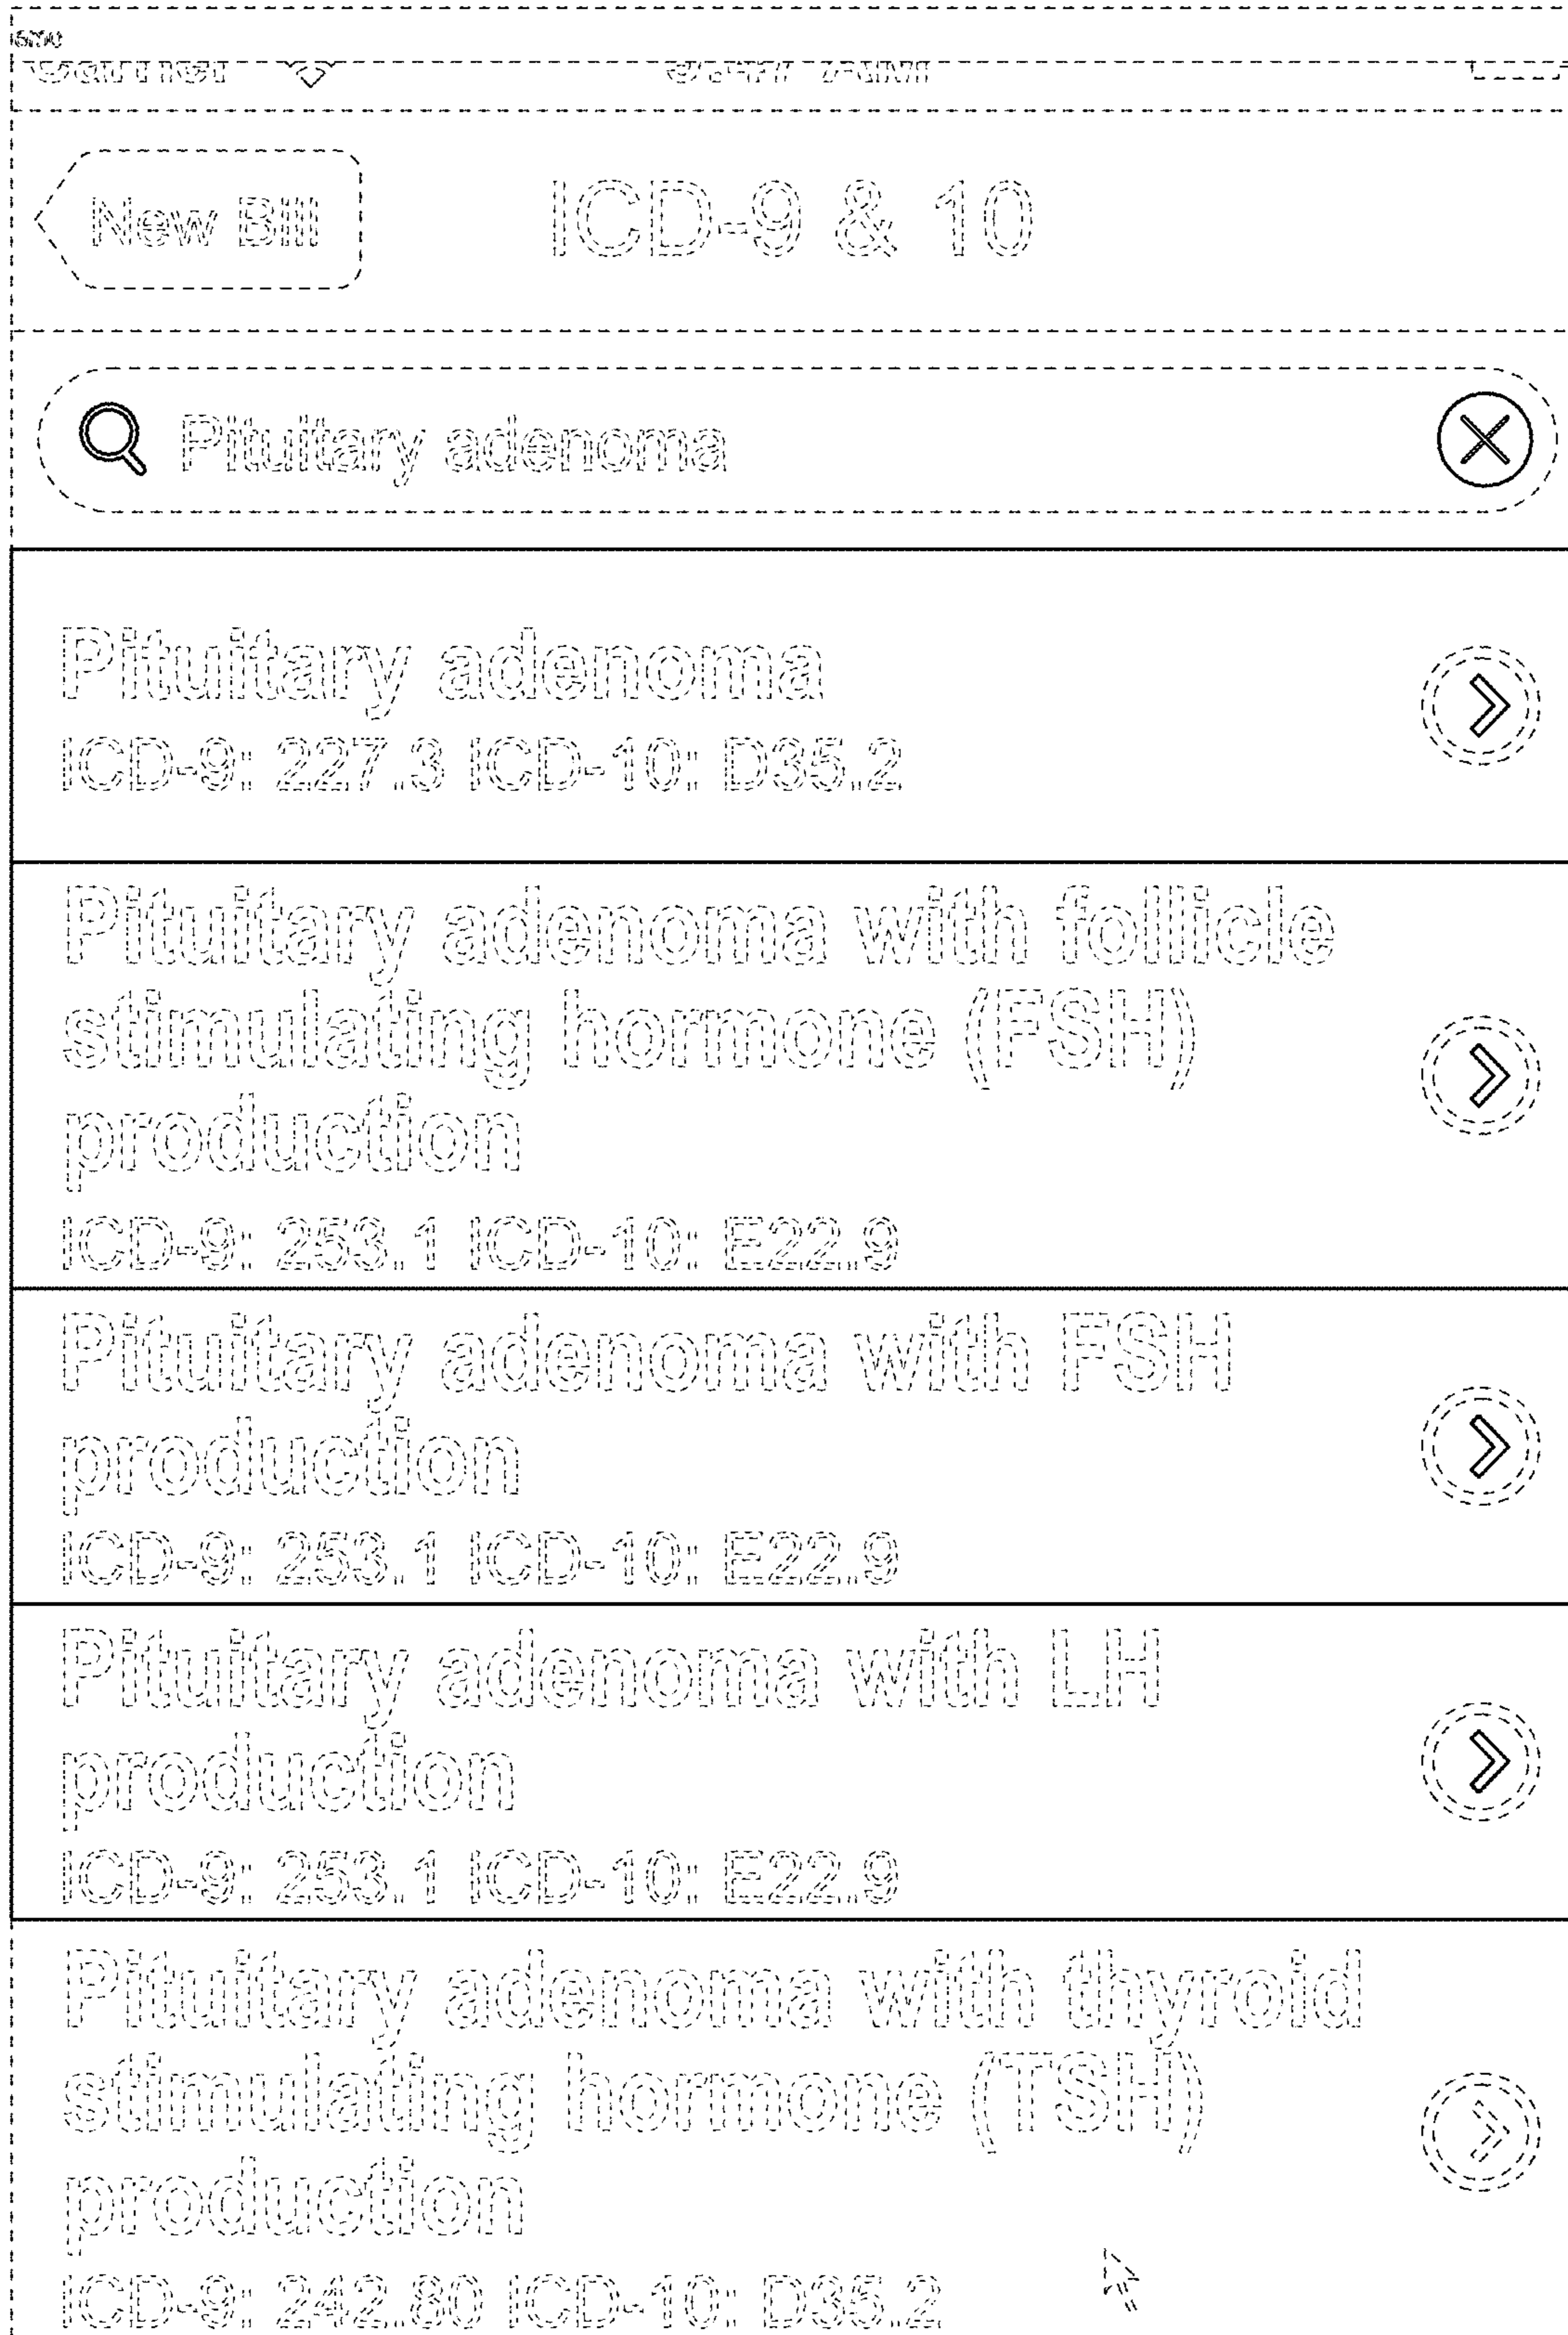 New Bill
ICD-9 & 10
Pituitary adenoma
Pituitary adenoma
ICD-9: 227.3 ICD-10: D35.2
Pituitary adenoma with follicle
stimulating hormone (FSH)
production
ICD-9: 253.1 ICD-10: E22.9
Pituitary adenoma with FSH
production
ICD-9: 253.1 ICD-10: E22.9
Pituitary adenoma with LH
production
ICD-9: 253.1 ICD-10: E22.9
Pituitary adenoma with thyroid
stimulating hormone (TSH)
production
ICD-9: 242.80 ICD-10: D35.2